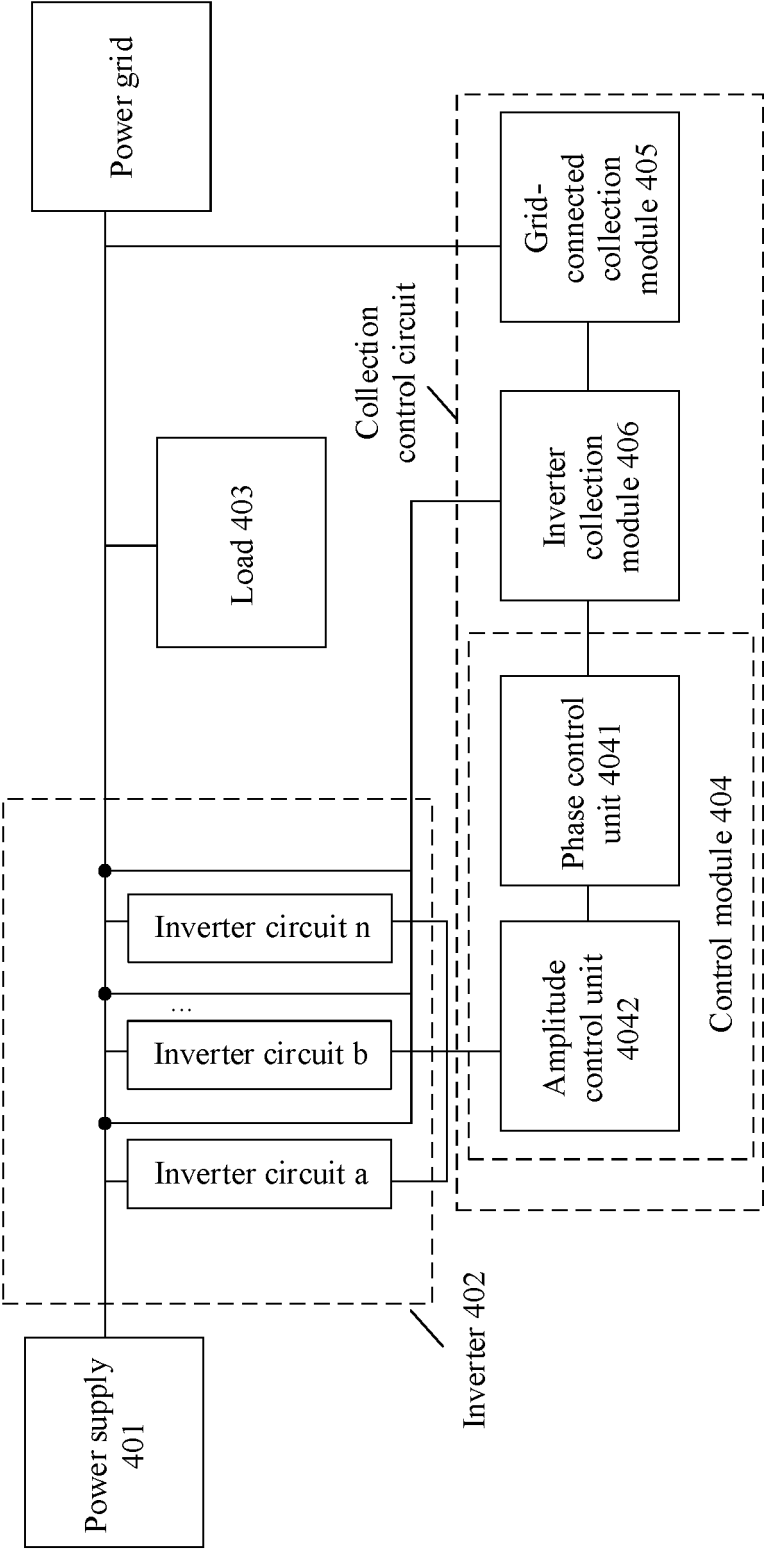 Power supply
401
Inverter 402
Inverter circuit a
Inverter circuit b
...
Inverter circuit n
Load 403
Power grid
Collection
control circuit
Amplitude
control unit
4042
Phase control
unit 4041
Control module 404
Inverter
collection
module 406
Grid-
connected
collection
module 405